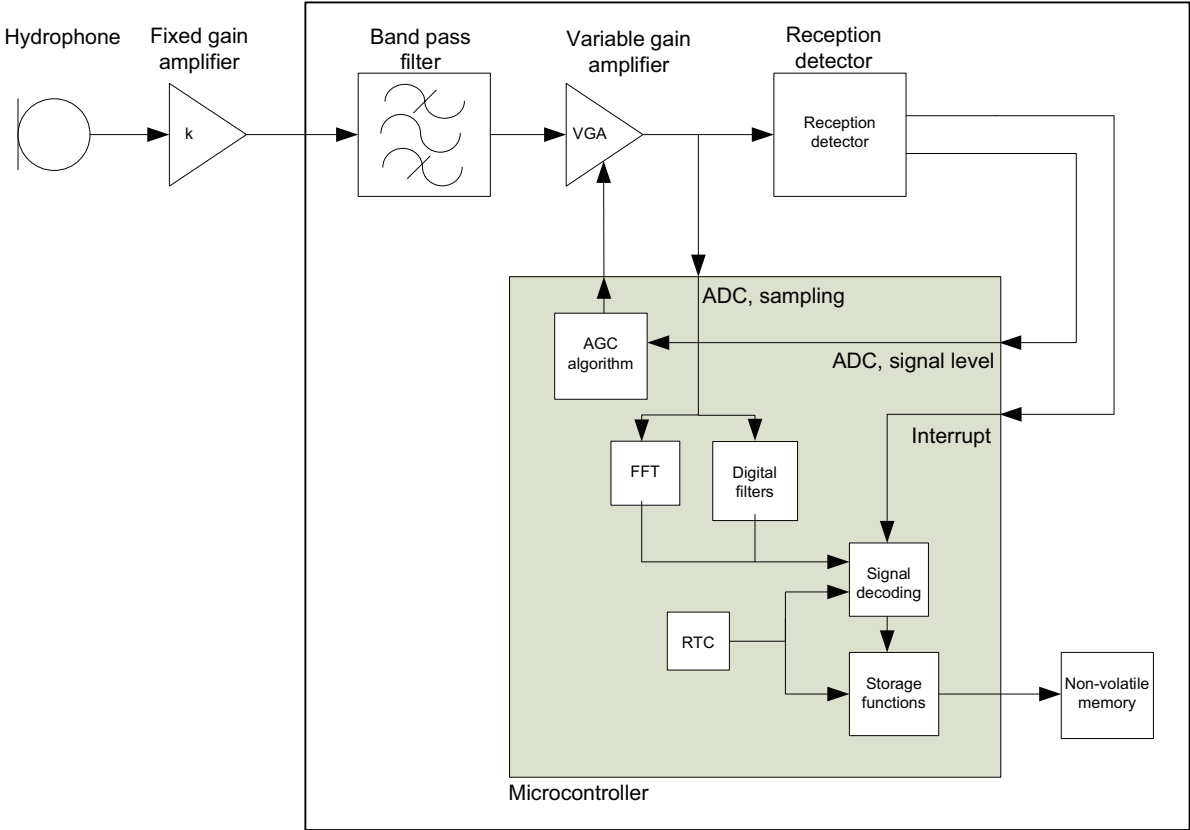 Hydrophone
Fixed gain
amplifier
Band pass
filter
Variable gain
amplifier
Reception
detector
k
VGA
Reception
detector
ADC, sampling
AGC
algorithm
ADC, signal level
Interrupt
FFT
Digital
filters
Signal
decoding
RTC
Storage
functions
Non-volatile
memory
Microcontroller